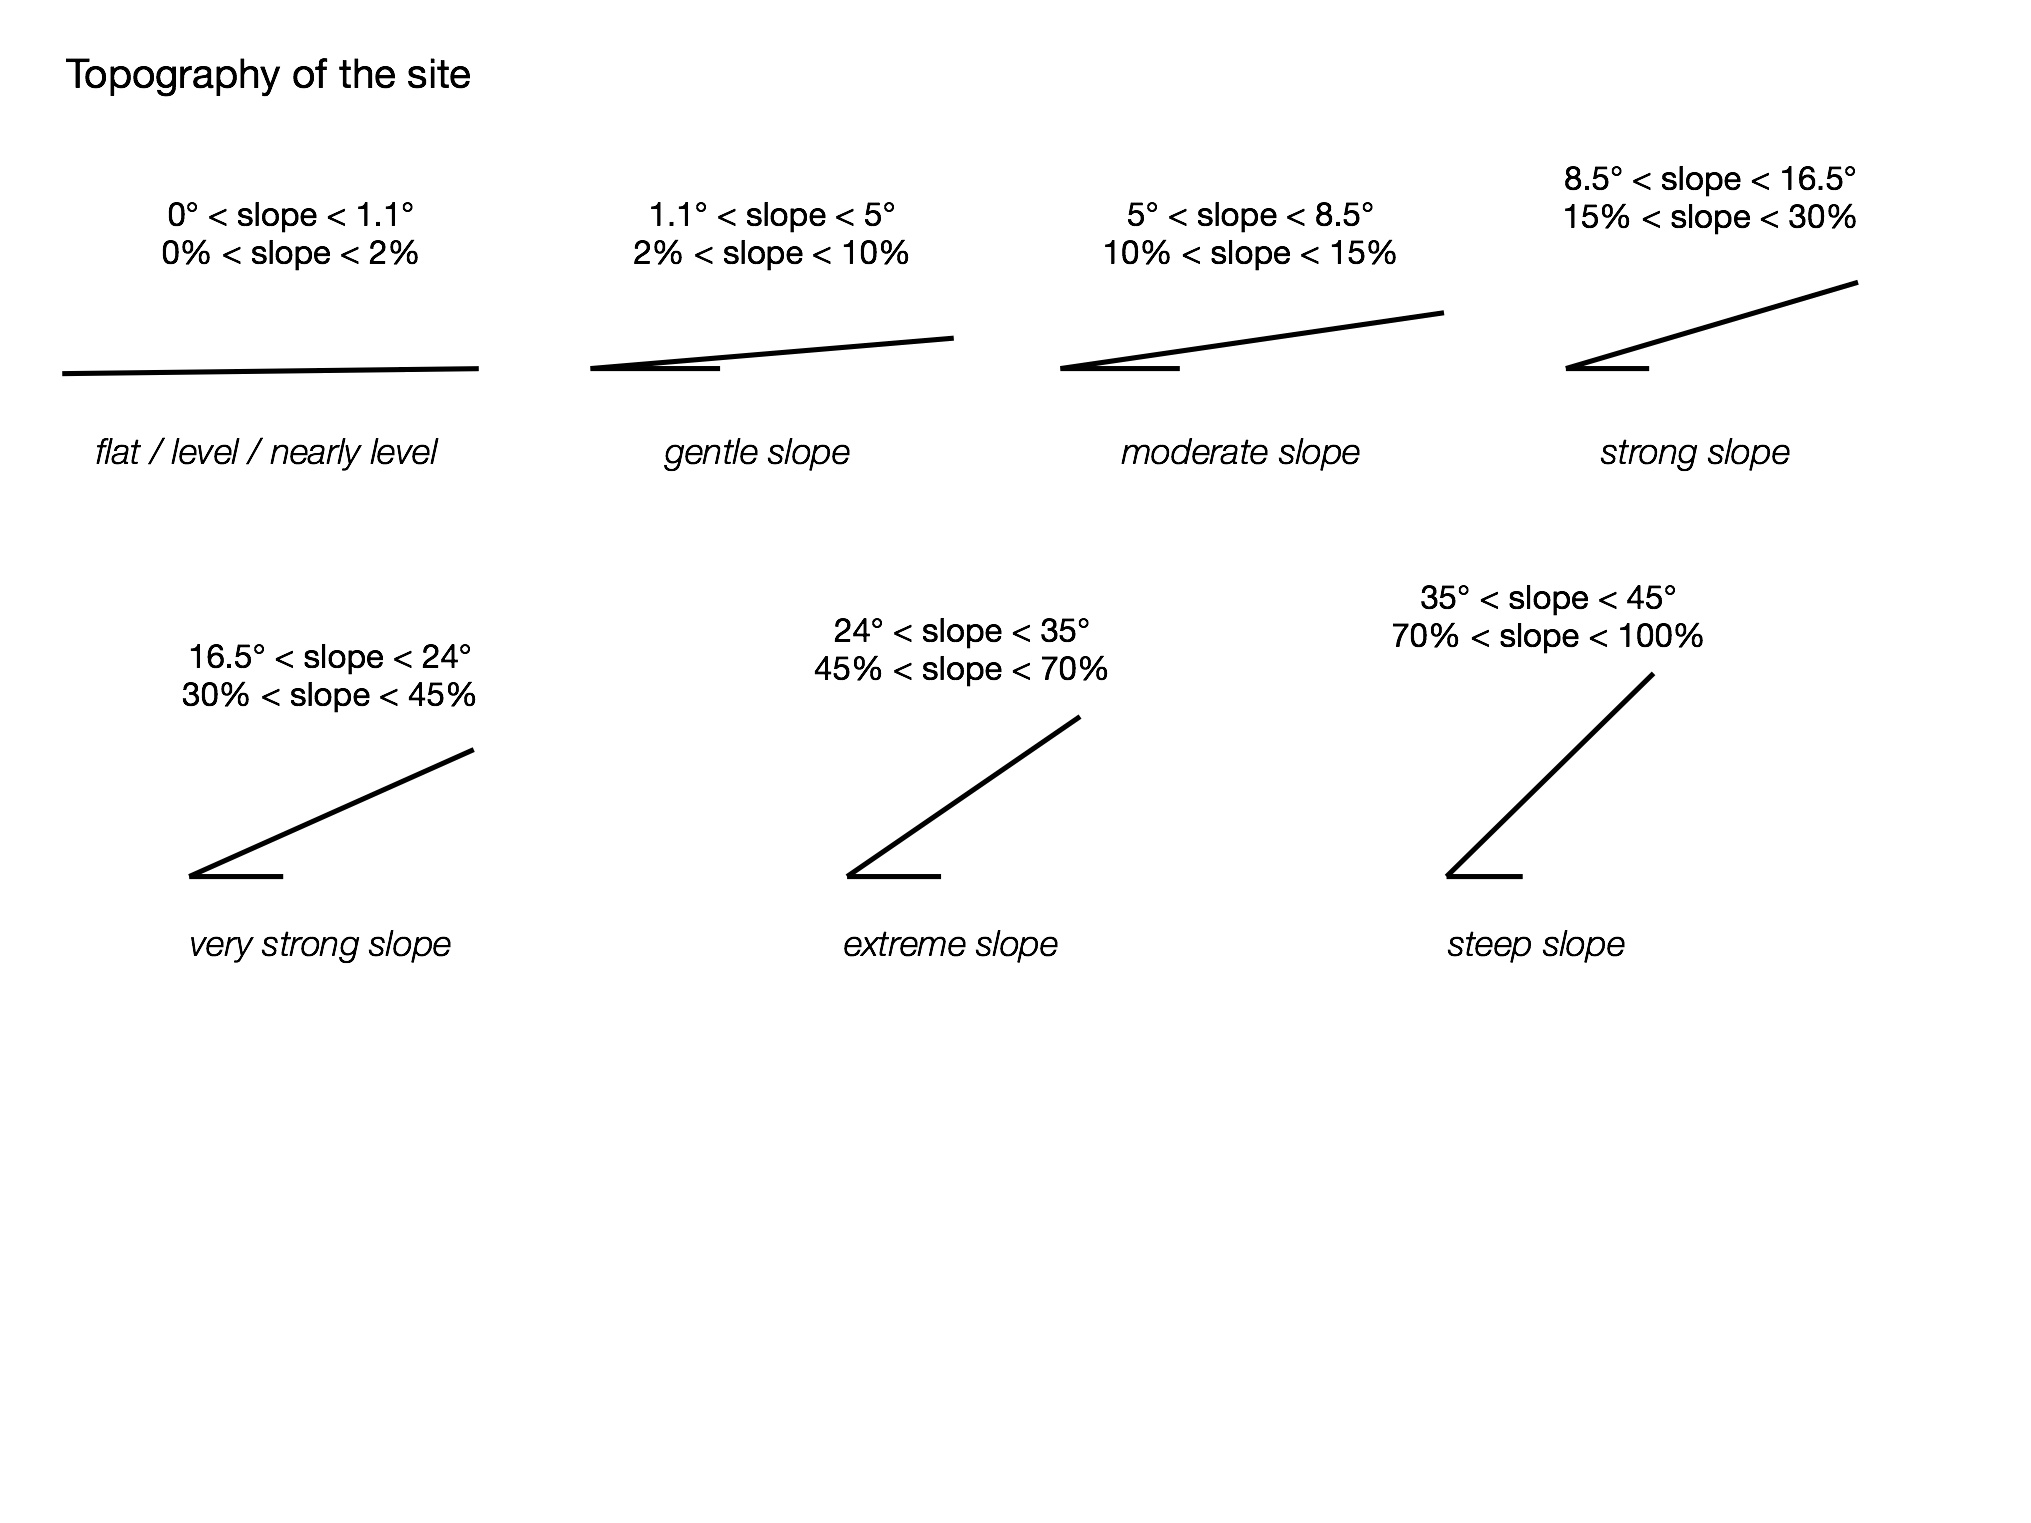 Topography of the site
0° < slope < 1.1°
0% < slope < 2%
flat / level / nearly level
1.1° < slope < 5°
2% < slope < 10%
gentle slope
5° < slope < 8.5°
10% < slope < 15%
moderate slope
8.5° < slope < 16.5°
15% < slope < 30%
strong slope
16.5° < slope < 24°
30% < slope < 45%
very strong slope
24° < slope < 35°
45% < slope < 70%
extreme slope
35° < slope < 45°
70% < slope < 100%
steep slope